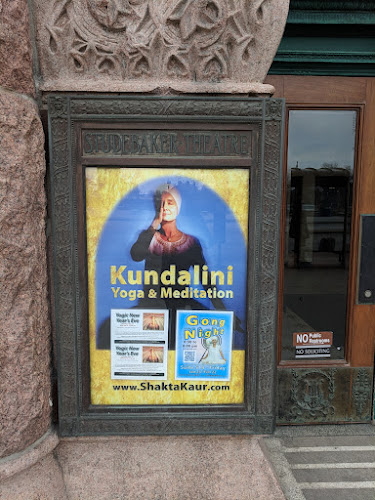 STUDEBAKER THEATRE
Kundalini
Yoga & Meditation
Yogic New
Year's Eve
Yogic New
Year's Eve
Gong
Night
www.ShaktaKaur.com
NO Public
Restrooms
NO SOLICITING